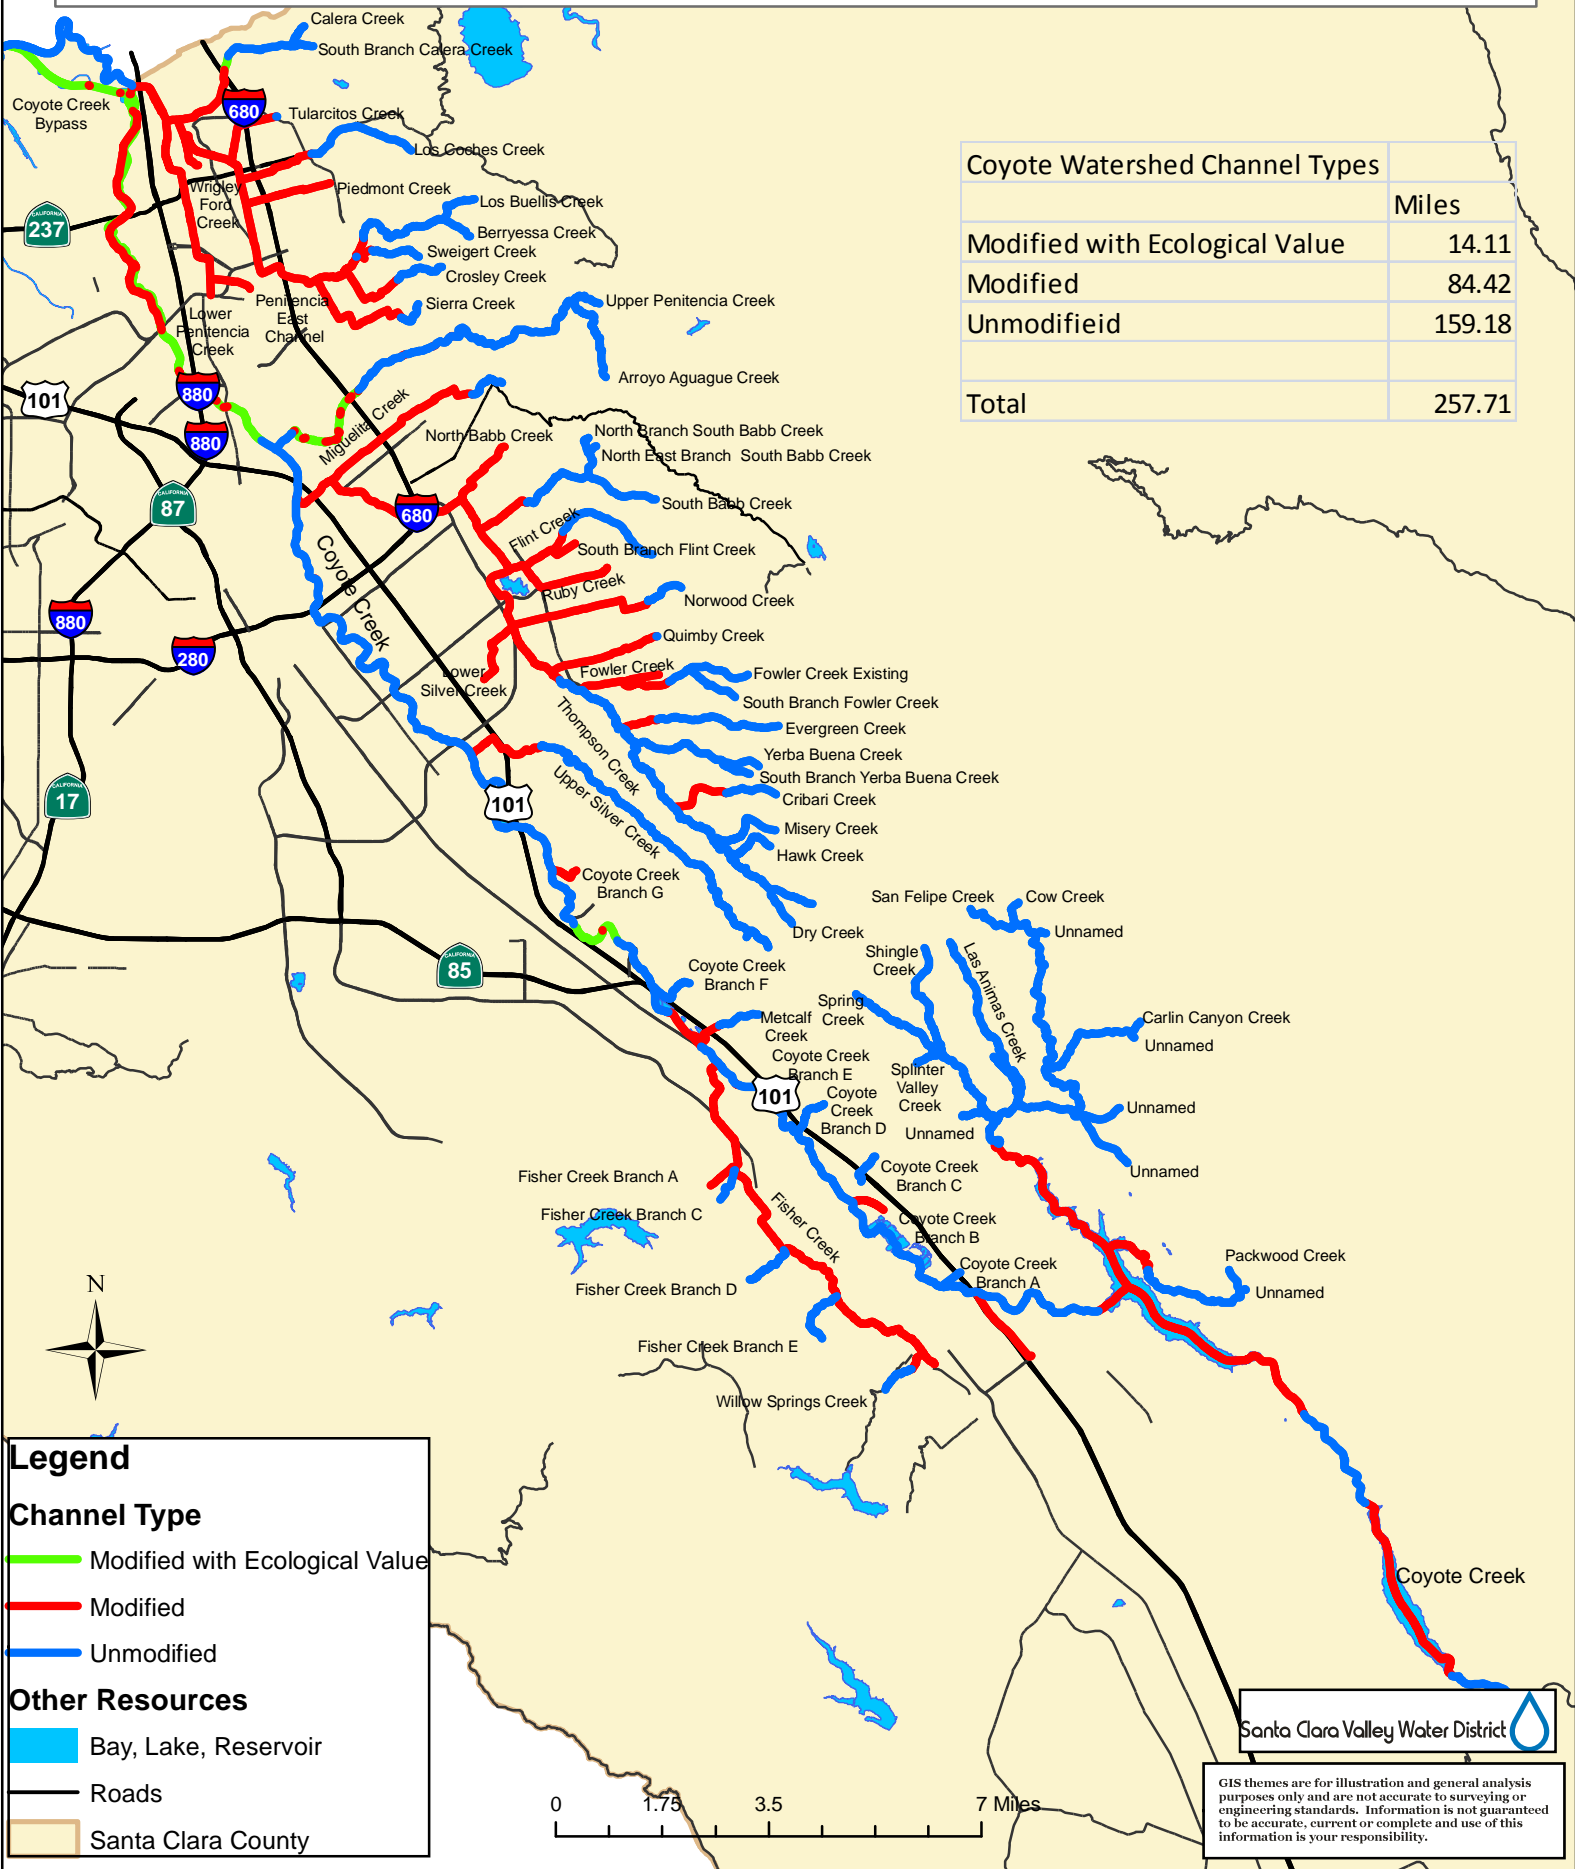 Calera Creek
South Branch Calera Creek
Coyote Creek
Bypass
680
Tularcitos Creek
Los Coches Creek
Wrigley
Ford
Creek
Piedmont Creek
Los Buellis Creek
Berryessa Creek
Sweigert Creek
Crosley Creek
Sierra Creek
CALIFORNIA
237
Lower
Penitencia
Creek
Penitencia
East
Channel
Upper Penitencia Creek
Arroyo Aguague Creek
Coyote Watershed Channel Types
Miles
Modified with Ecological Value 14.11
Modified 84.42
Unmodifieid 159.18
Total 257.71
101
880
880
Miguelita Creek
North Babb Creek
North Branch South Babb Creek
North East Branch  South Babb Creek
South Babb Creek
CALIFORNIA
87
680
Flint Creek
South Branch Flint Creek
Ruby Creek
Norwood Creek
Coyote Creek
880
280
Quimby Creek
Lower
Silver Creek
Fowler Creek
Fowler Creek Existing
South Branch Fowler Creek
Thompson Creek
Evergreen Creek
Yerba Buena Creek
South Branch Yerba Buena Creek
Cribari Creek
CALIFORNIA
17
101
Upper Silver Creek
Misery Creek
Hawk Creek
Coyote Creek
Branch G
Dry Creek
San Felipe Creek
Cow Creek
Unnamed
Shingle
Creek
Las Animas Creek
CALIFORNIA
85
Coyote Creek
Branch F
Spring
Creek
Metcalf
Creek
Carlin Canyon Creek
Unnamed
Coyote Creek
Branch E
Splinter
Valley
Creek
101
Coyote
Creek
Branch D
Unnamed
Unnamed
Unnamed
Coyote Creek
Branch C
Fisher Creek Branch A
Fisher Creek Branch C
Fisher Creek
Coyote Creek
Branch B
Coyote Creek
Branch A
Packwood Creek
Unnamed
Fisher Creek Branch D
Fisher Creek Branch E
Willow Springs Creek
N
Legend
Channel Type
Modified with Ecological Value
Modified
Unmodified
Other Resources
Bay, Lake, Reservoir
Roads
Santa Clara County
0 1.75 3.5 7 Miles
Coyote Creek
Santa Clara Valley Water District
GIS themes are for illustration and general analysis
purposes only and are not accurate to surveying or
engineering standards.  Information is not guaranteed
to be accurate, current or complete and use of this
information is your responsibility.